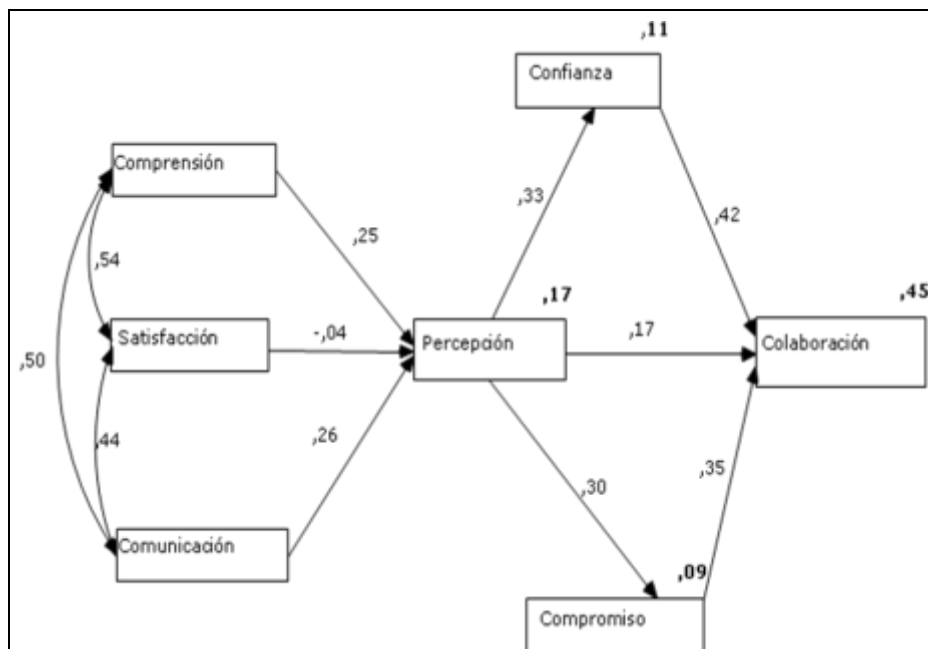 ,11
Confianza
Comprensión
,33
,42
,25
,54
,17
,45
Satisfacción
-,04
Percepción
,17
Colaboración
,50
,44
,26
,30
,35
Comunicación
,09
Compromiso